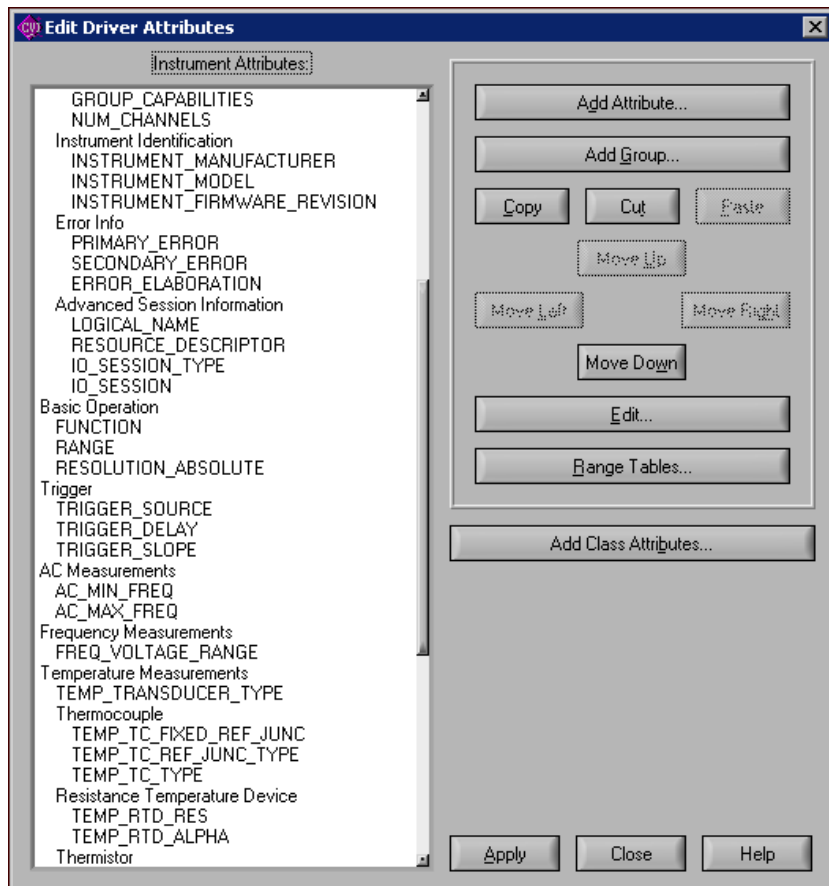 CVI Edit Driver Attributes
Instrument Attributes:
GROUP_CAPABILITIES
NUM_CHANNELS
Instrument Identification
INSTRUMENT_MANUFACTURER
INSTRUMENT_MODEL
INSTRUMENT_FIRMWARE_REVISION
Error Info
PRIMARY_ERROR
SECONDARY_ERROR
ERROR_ELABORATION
Advanced Session Information
LOGICAL_NAME
RESOURCE_DESCRIPTOR
IO_SESSION_TYPE
IO_SESSION
Basic Operation
FUNCTION
RANGE
RESOLUTION_ABSOLUTE
Trigger
TRIGGER_SOURCE
TRIGGER_DELAY
TRIGGER_SLOPE
AC Measurements
AC_MIN_FREQ
AC_MAX_FREQ
Frequency Measurements
FREQ_VOLTAGE_RANGE
Temperature Measurements
TEMP_TRANSDUCER_TYPE
Thermocouple
TEMP_TC_FIXED_REF_JUNC
TEMP_TC_REF_JUNC_TYPE
TEMP_TC_TYPE
Resistance Temperature Device
TEMP_RTD_RES
TEMP_RTD_ALPHA
Thermistor
Add Attribute...
Add Group...
Copy Cut Paste
Move Up
Move Left Move Right
Move Down
Edit...
Range Tables...
Add Class Attributes...
Apply Close Help